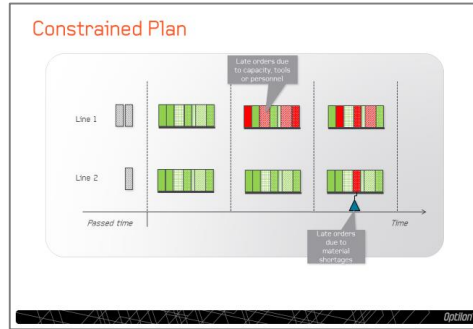 Constrained Plan
Late orders due
to capacity, tools
or personnel
Line 1
Line 2
Passed time
Time
Late orders
due to
material
shortages
Optilon